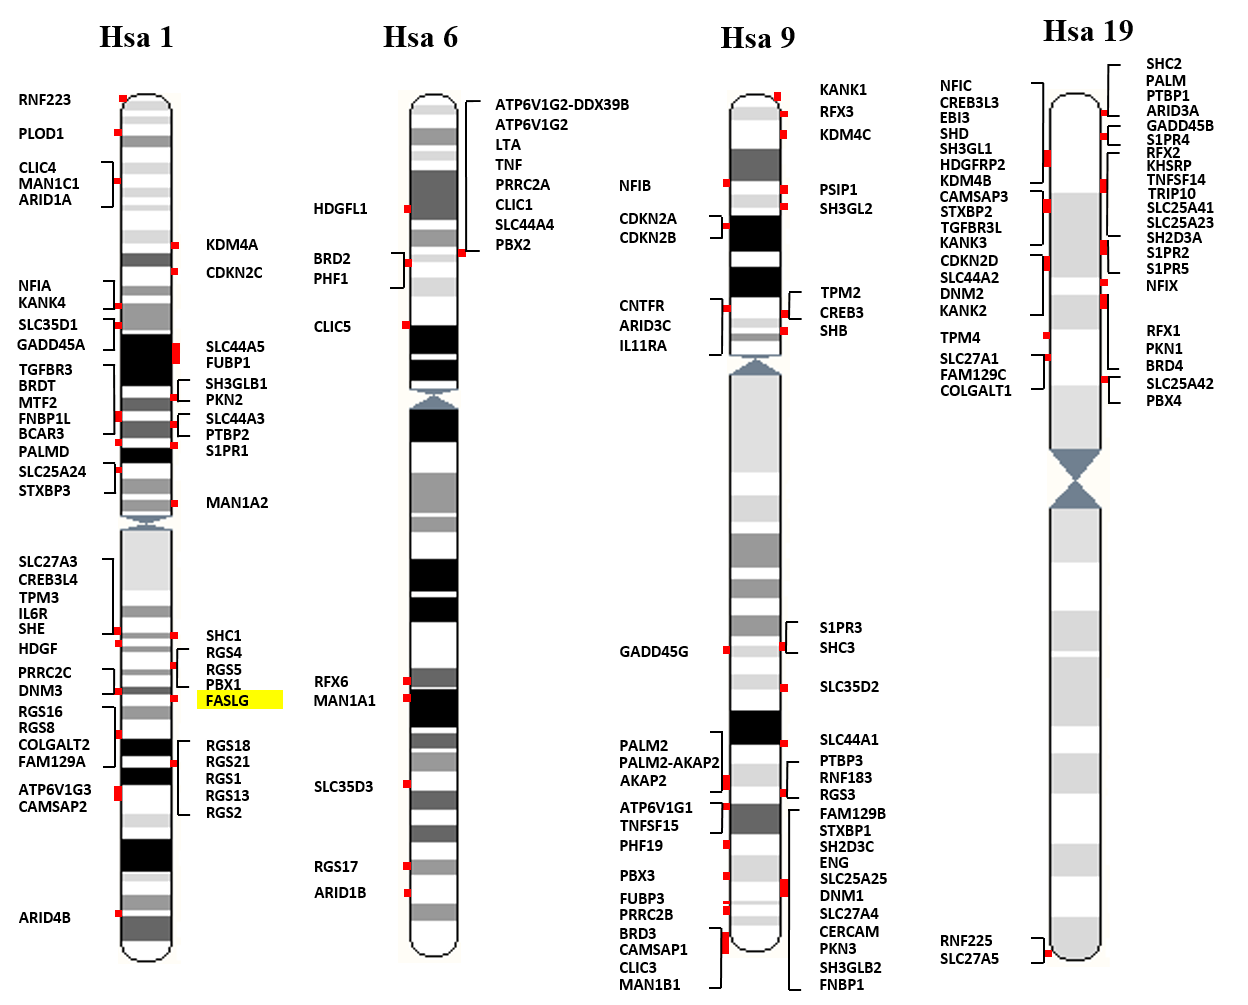 Hsa 1
RNF223
PLOD1
CLIC4
MAN1C1
ARID1A
NFIA
KANK4
SLC35D1
GADD45A
TGFBR3
BRDT
MTF2
FNBP1L
BCAR3
PALMD
SLC25A24
STXBP3
SLC27A3
CREB3L4
TPM3
IL6R
SHE
HDGF
PRRC2C
DNM3
RGS16
RGS8
COLGALT2
FAM129A
ATP6V1G3
CAMSAP2
ARID4B
KDM4A
CDKN2C
SLC44A5
FUBP1
SH3GLB1
PKN2
SLC44A3
PTBP2
S1PR1
MAN1A2
SHC1
RGS4
RGS5
PBX1
FASLG
RGS18
RGS21
RGS1
RGS13
RGS2
Hsa 6
HDGFL1
BRD2
PHF1
CLIC5
RFX6
MAN1A1
SLC35D3
RGS17
ARID1B
ATP6V1G2-DDX39B
ATP6V1G2
LTA
TNF
PRRC2A
CLIC1
SLC44A4
PBX2
Hsa 9
NFIB
CDKN2A
CDKN2B
CNTFR
ARID3C
IL11RA
GADD45G
PALM2
PALM2-AKAP2
AKAP2
ATP6V1G1
TNFSF15
PHF19
PBX3
FUBP3
PRRC2B
BRD3
CAMSAP1
CLIC3
MAN1B1
KANK1
RFX3
KDM4C
PSIP1
SH3GL2
TPM2
CREB3
SHB
S1PR3
SHC3
SLC35D2
SLC44A1
PTBP3
RNF183
RGS3
FAM129B
STXBP1
SH2D3C
ENG
SLC25A25
DNM1
SLC27A4
CERCAM
PKN3
SH3GLB2
FNBP1
Hsa 19
NFIC
CREB3L3
EBI3
SHD
SH3GL1
HDGFRP2
KDM4B
CAMSAP3
STXBP2
TGFBR3L
KANK3
CDKN2D
SLC44A2
DNM2
KANK2
TPM4
SLC27A1
FAM129C
COLGALT1
RNF225
SLC27A5
SHC2
PALM
PTBP1
ARID3A
GADD45B
S1PR4
RFX2
KHSRP
TNFSF14
TRIP10
SLC25A41
SLC25A23
SH2D3A
S1PR2
S1PR5
NFIX
RFX1
PKN1
BRD4
SLC25A42
PBX4